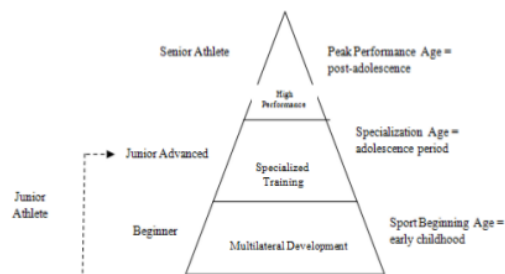 Senior Athlete
Peak Performance Age =
post-adolescence
High
Performance
Specialization Age =
adolescence period
Junior Advanced
Specialized
Training
Junior
Athlete
Beginner
Multilateral Development
Sport Beginning Age =
early childhood